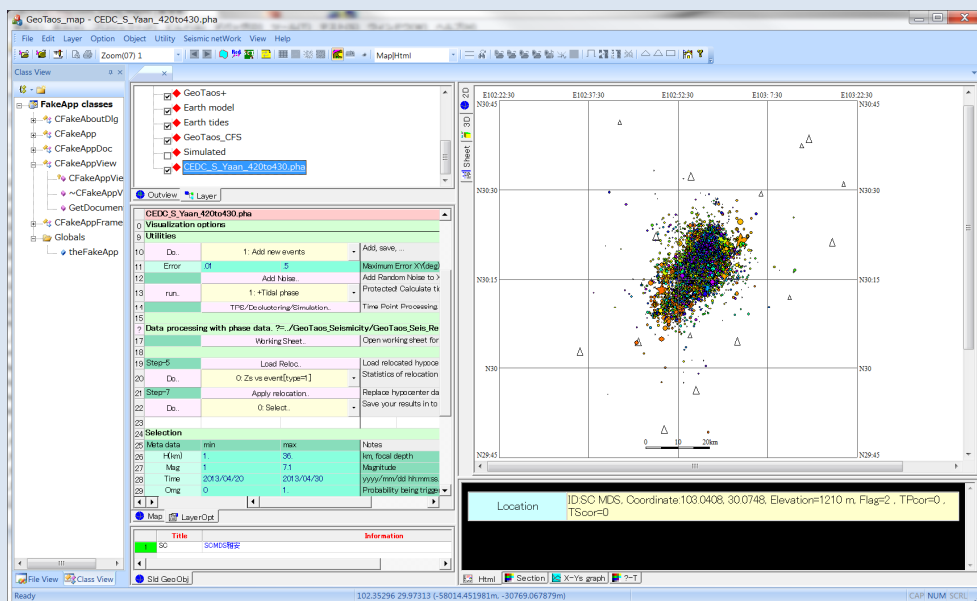 GeoTaos_map - CEDC_S_Yaan_420to430.pha
File Edit Layer Option Object Utility Seismic netWork View Help
Zoom(07) 1
Map|Html
Class View
FakeApp classes
CFakeAboutDlg
CFakeApp
CFakeAppDoc
CFakeAppView
CFakeAppVie
~CFakeAppV
GetDocumen
CFakeAppFrame
Globals
theFakeApp
File View Class View
GeoTaos+
Earth model
Earth tides
GeoTaos_CFS
Simulated
CEDC_S_Yaan_420to430.pha
Outview Layer
CEDC_S_Yaan_420to430.pha
0 Visualization options
9 Utilities
10 Do.. 1: Add new events Add, save, ...
11 Error .01 .5 Maximum Error XY(deg)
12 Add Noise.. Add Random Noise to X
13 run.. 1: +Tidal phase Protected! Calculate tid
14 TPS/Declustering/Simulation.. Time Point Processing
15
? Data processing with phase data. ?=../GeoTaos_Seismicity/GeoTaos_Seis_Re
17 Working Sheet.. Open working sheet for
18
19 Step-5 Load Reloc.. Load relocated hypoce
20 Do.. 0: Zs vs event[type=1] Statistics of relocation
21 Step-7 Apply relocation.. Replace hypocenter da
22 Do.. 0: Select.. Save your results in to
23
24 Selection
25 Meta data min max Notes
26 H(km) 1. 36. km, focal depth
27 Mag 1 7.1 Magnitude
28 Time 2013/04/20 2013/04/30 yyyy/mm/dd hh:mm:ss
29 Omg 0 1. Probability being trigge
Map LayerOpt
Title Information
1 SC SCMDS雅安
Sld GeoObj
2D
3D
Sheet
E102:22:30 E102:37:30 E102:52:30 E103:7:30 E103:22:30
N30:45 N30:45
N30:30 N30:30
N30:15 N30:15
N30 N30
N29:45 N29:45
0 10 20km
Location
ID:SC MDS, Coordinate:103.0408, 30.0748, Elevation=1210 m, Flag=2 , TPcor=0 ,
TScor=0
Html Section X-Ys graph ?-T
Ready 102.35296 29.97313 (-58014.451981m, -30769.067879m) CAP NUM SCRL